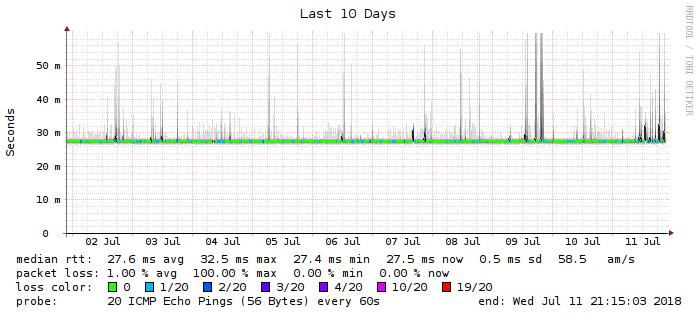 Last 10 Days
RRDTOOL / TOBI OETIKER
Seconds
50 m
40 m
30 m
20 m
10 m
0
02 Jul 03 Jul 04 Jul 05 Jul 06 Jul 07 Jul 08 Jul 09 Jul 10 Jul 11 Jul
median rtt: 27.6 ms avg 32.5 ms max 27.4 ms min 27.5 ms now 0.5 ms sd 58.5 am/s
packet loss: 1.00 % avg 100.00 % max 0.00 % min 0.00 % now
loss color: 0 1/20 2/20 3/20 4/20 10/20 19/20
probe: 20 ICMP Echo Pings (56 Bytes) every 60s end: Wed Jul 11 21:15:03 2018